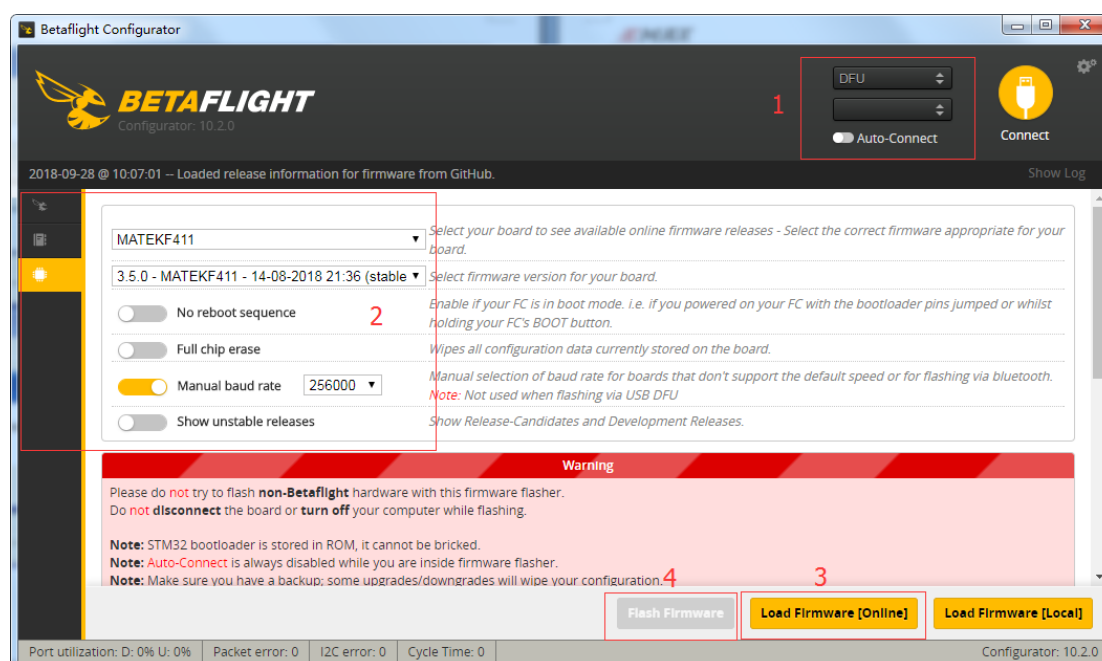 Betaflight Configurator
BETAFLIGHT
Configurator: 10.2.0
1
DFU
Auto-Connect
Connect
2018-09-28 @ 10:07:01 -- Loaded release information for firmware from GitHub.
Show Log
MATEKF411
Select your board to see available online firmware releases - Select the correct firmware appropriate for your
board.
3.5.0 - MATEKF411 - 14-08-2018 21:36 (stable
Select firmware version for your board.
No reboot sequence
2
Enable if your FC is in boot mode. i.e. if you powered on your FC with the bootloader pins jumped or whilst
holding your FC's BOOT button.
Full chip erase
Wipes all configuration data currently stored on the board.
Manual baud rate
256000
Manual selection of baud rate for boards that don't support the default speed or for flashing via bluetooth.
Note: Not used when flashing via USB DFU
Show unstable releases
Show Release-Candidates and Development Releases.
Warning
Please do not try to flash non-Betaflight hardware with this firmware flasher.
Do not disconnect the board or turn off your computer while flashing.
Note: STM32 bootloader is stored in ROM, it cannot be bricked.
Note: Auto-Connect is always disabled while you are inside firmware flasher.
Note: Make sure you have a backup; some upgrades/downgrades will wipe your configuration.
4
3
Flash Firmware
Load Firmware [Online]
Load Firmware [Local]
Port utilization: D: 0% U: 0%
Packet error: 0
I2C error: 0
Cycle Time: 0
Configurator: 10.2.0